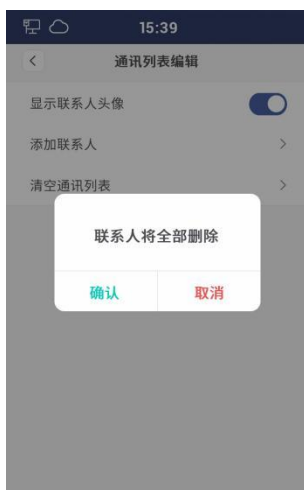 15:39
通讯列表编辑
显示联系人头像
添加联系人
清空通讯列表
联系人将全部删除
确认 取消